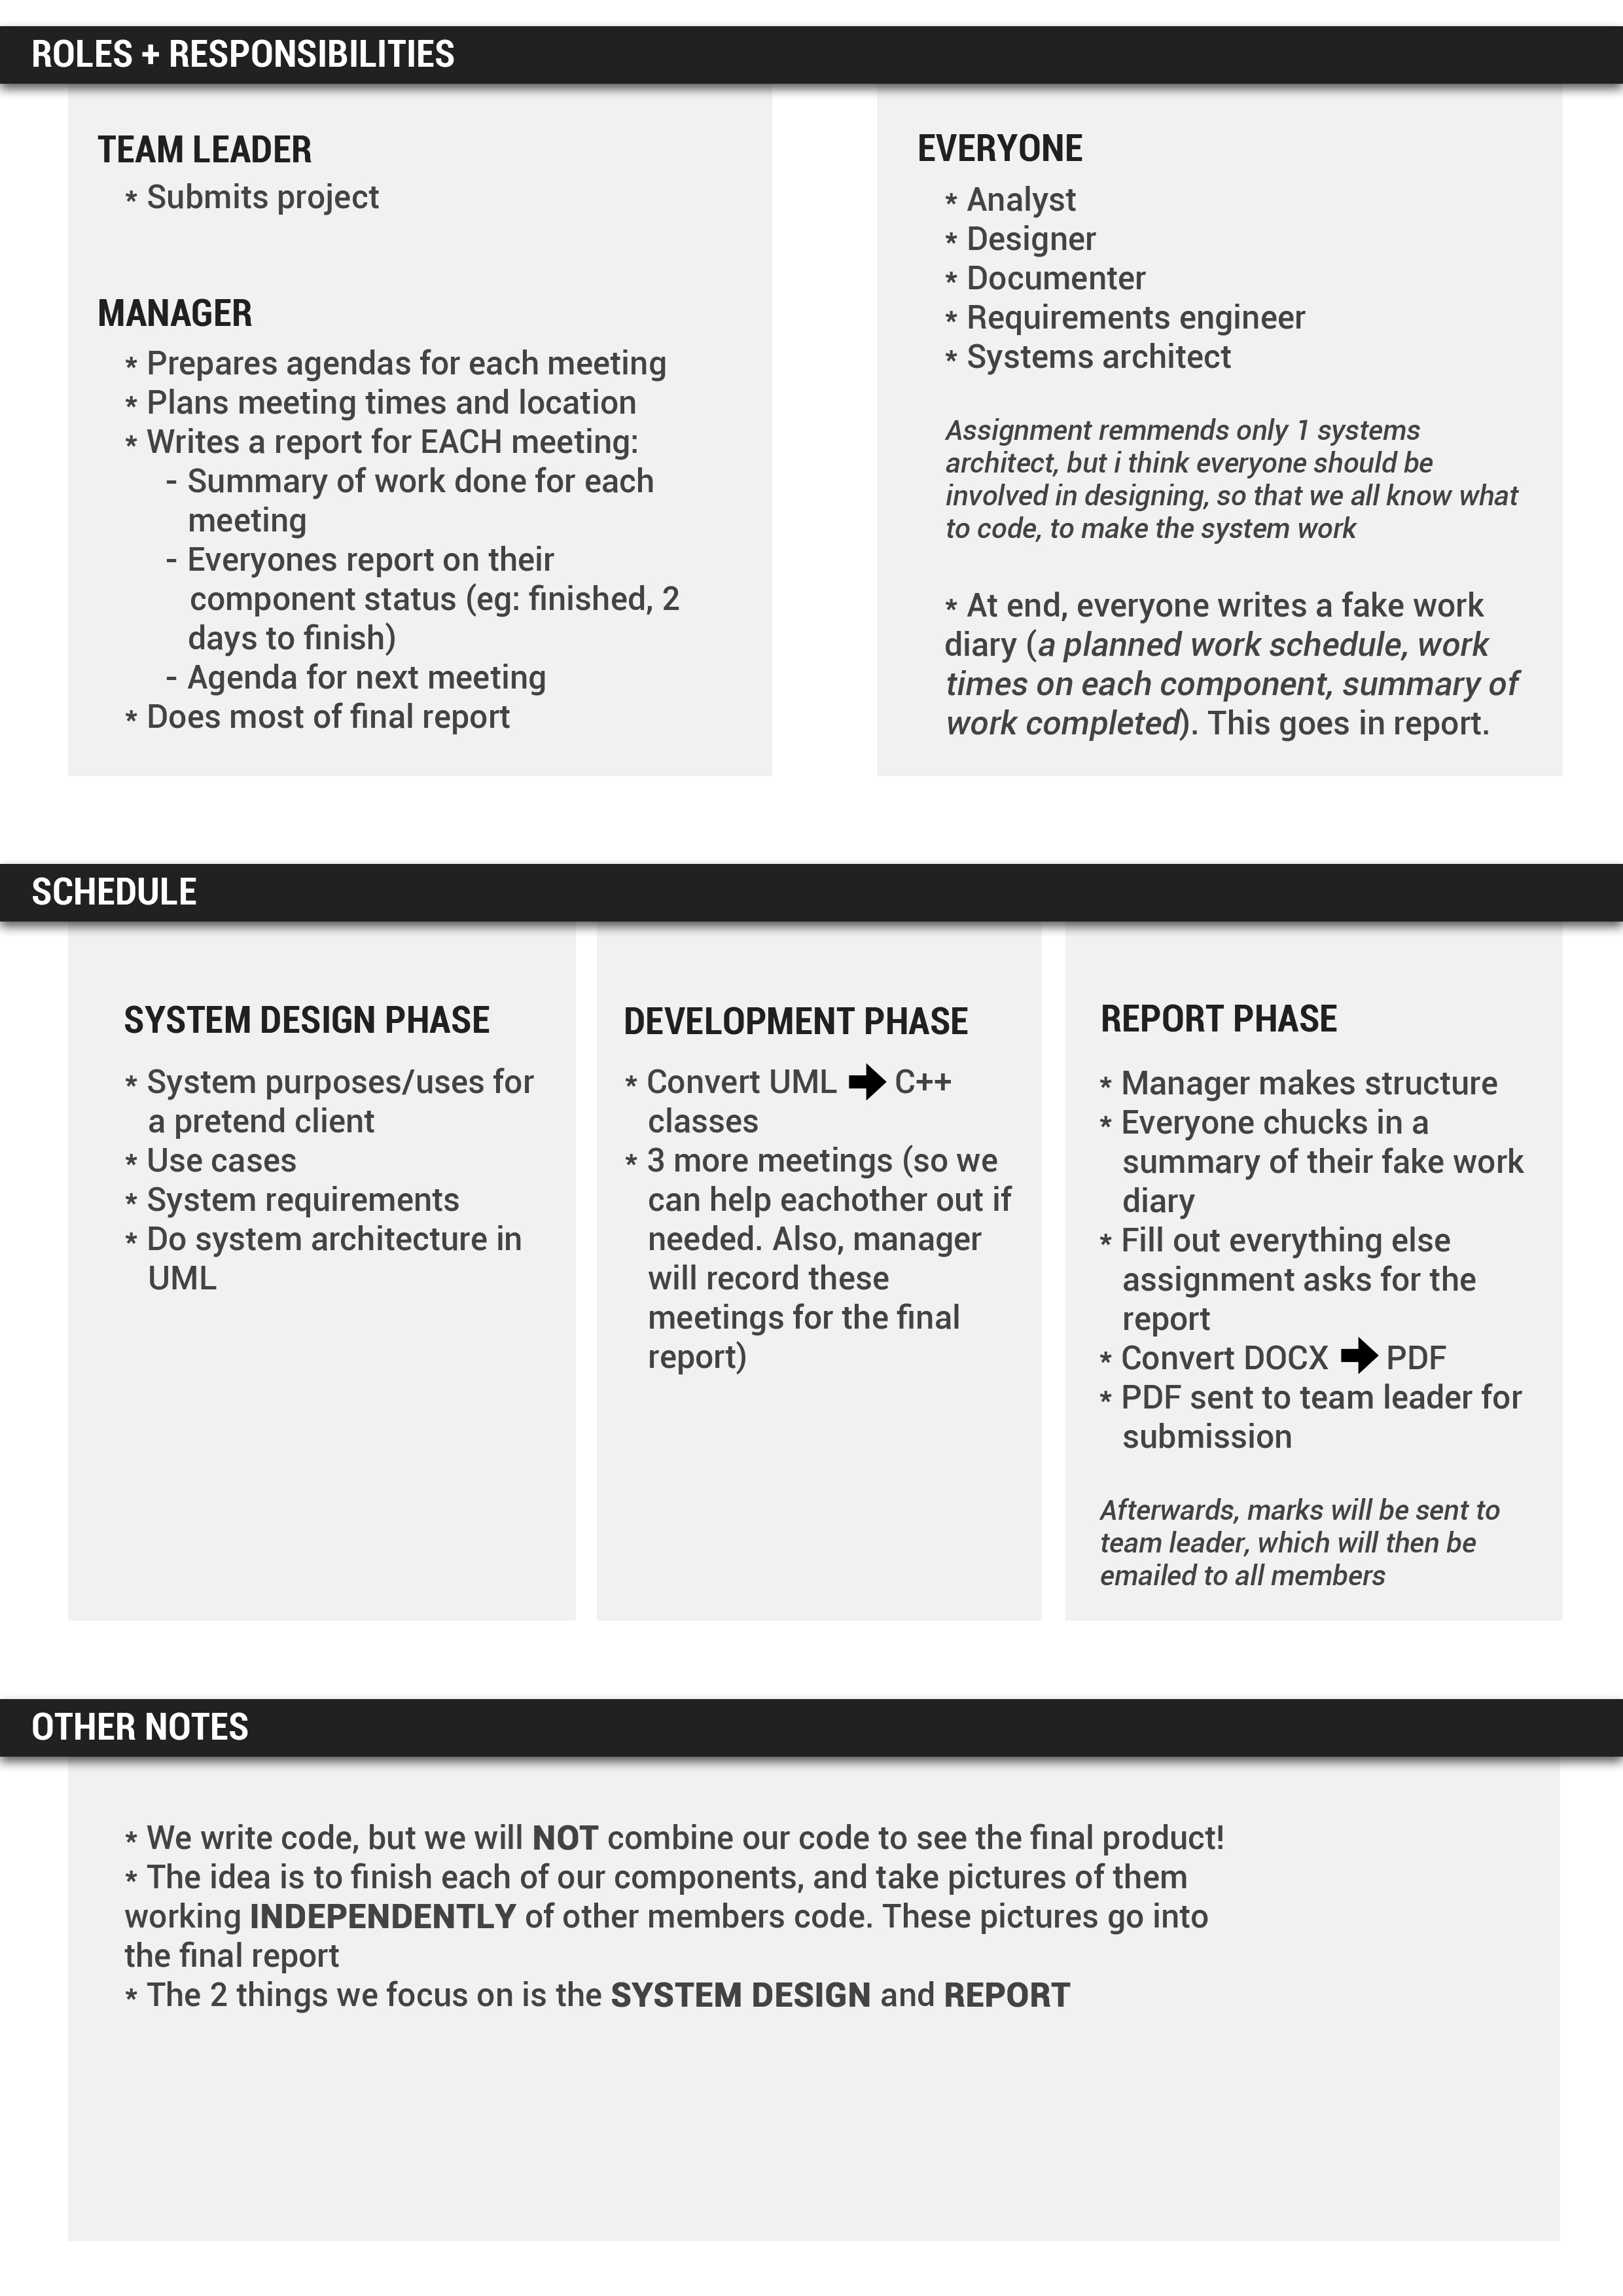 ROLES + RESPONSIBILITIES
TEAM LEADER
* Submits project
MANAGER
* Prepares agendas for each meeting
* Plans meeting times and location
* Writes a report for EACH meeting:
- Summary of work done for each
meeting
- Everyones report on their
component status (eg: finished, 2
days to finish)
- Agenda for next meeting
* Does most of final report
EVERYONE
* Analyst
* Designer
* Documenter
* Requirements engineer
* Systems architect
Assignment remmends only 1 systems
architect, but i think everyone should be
involved in designing, so that we all know what
to code, to make the system work
* At end, everyone writes a fake work
diary (a planned work schedule, work
times on each component, summary of
work completed). This goes in report.
SCHEDULE
SYSTEM DESIGN PHASE
* System purposes/uses for
a pretend client
* Use cases
* System requirements
* Do system architecture in
UML
DEVELOPMENT PHASE
* Convert UML ➡ C++
classes
* 3 more meetings (so we
can help eachother out if
needed. Also, manager
will record these
meetings for the final
report)
REPORT PHASE
* Manager makes structure
* Everyone chucks in a
summary of their fake work
diary
* Fill out everything else
assignment asks for the
report
* Convert DOCX ➡ PDF
* PDF sent to team leader for
submission
Afterwards, marks will be sent to
team leader, which will then be
emailed to all members
OTHER NOTES
* We write code, but we will NOT combine our code to see the final product!
* The idea is to finish each of our components, and take pictures of them
working INDEPENDENTLY of other members code. These pictures go into
the final report
* The 2 things we focus on is the SYSTEM DESIGN and REPORT